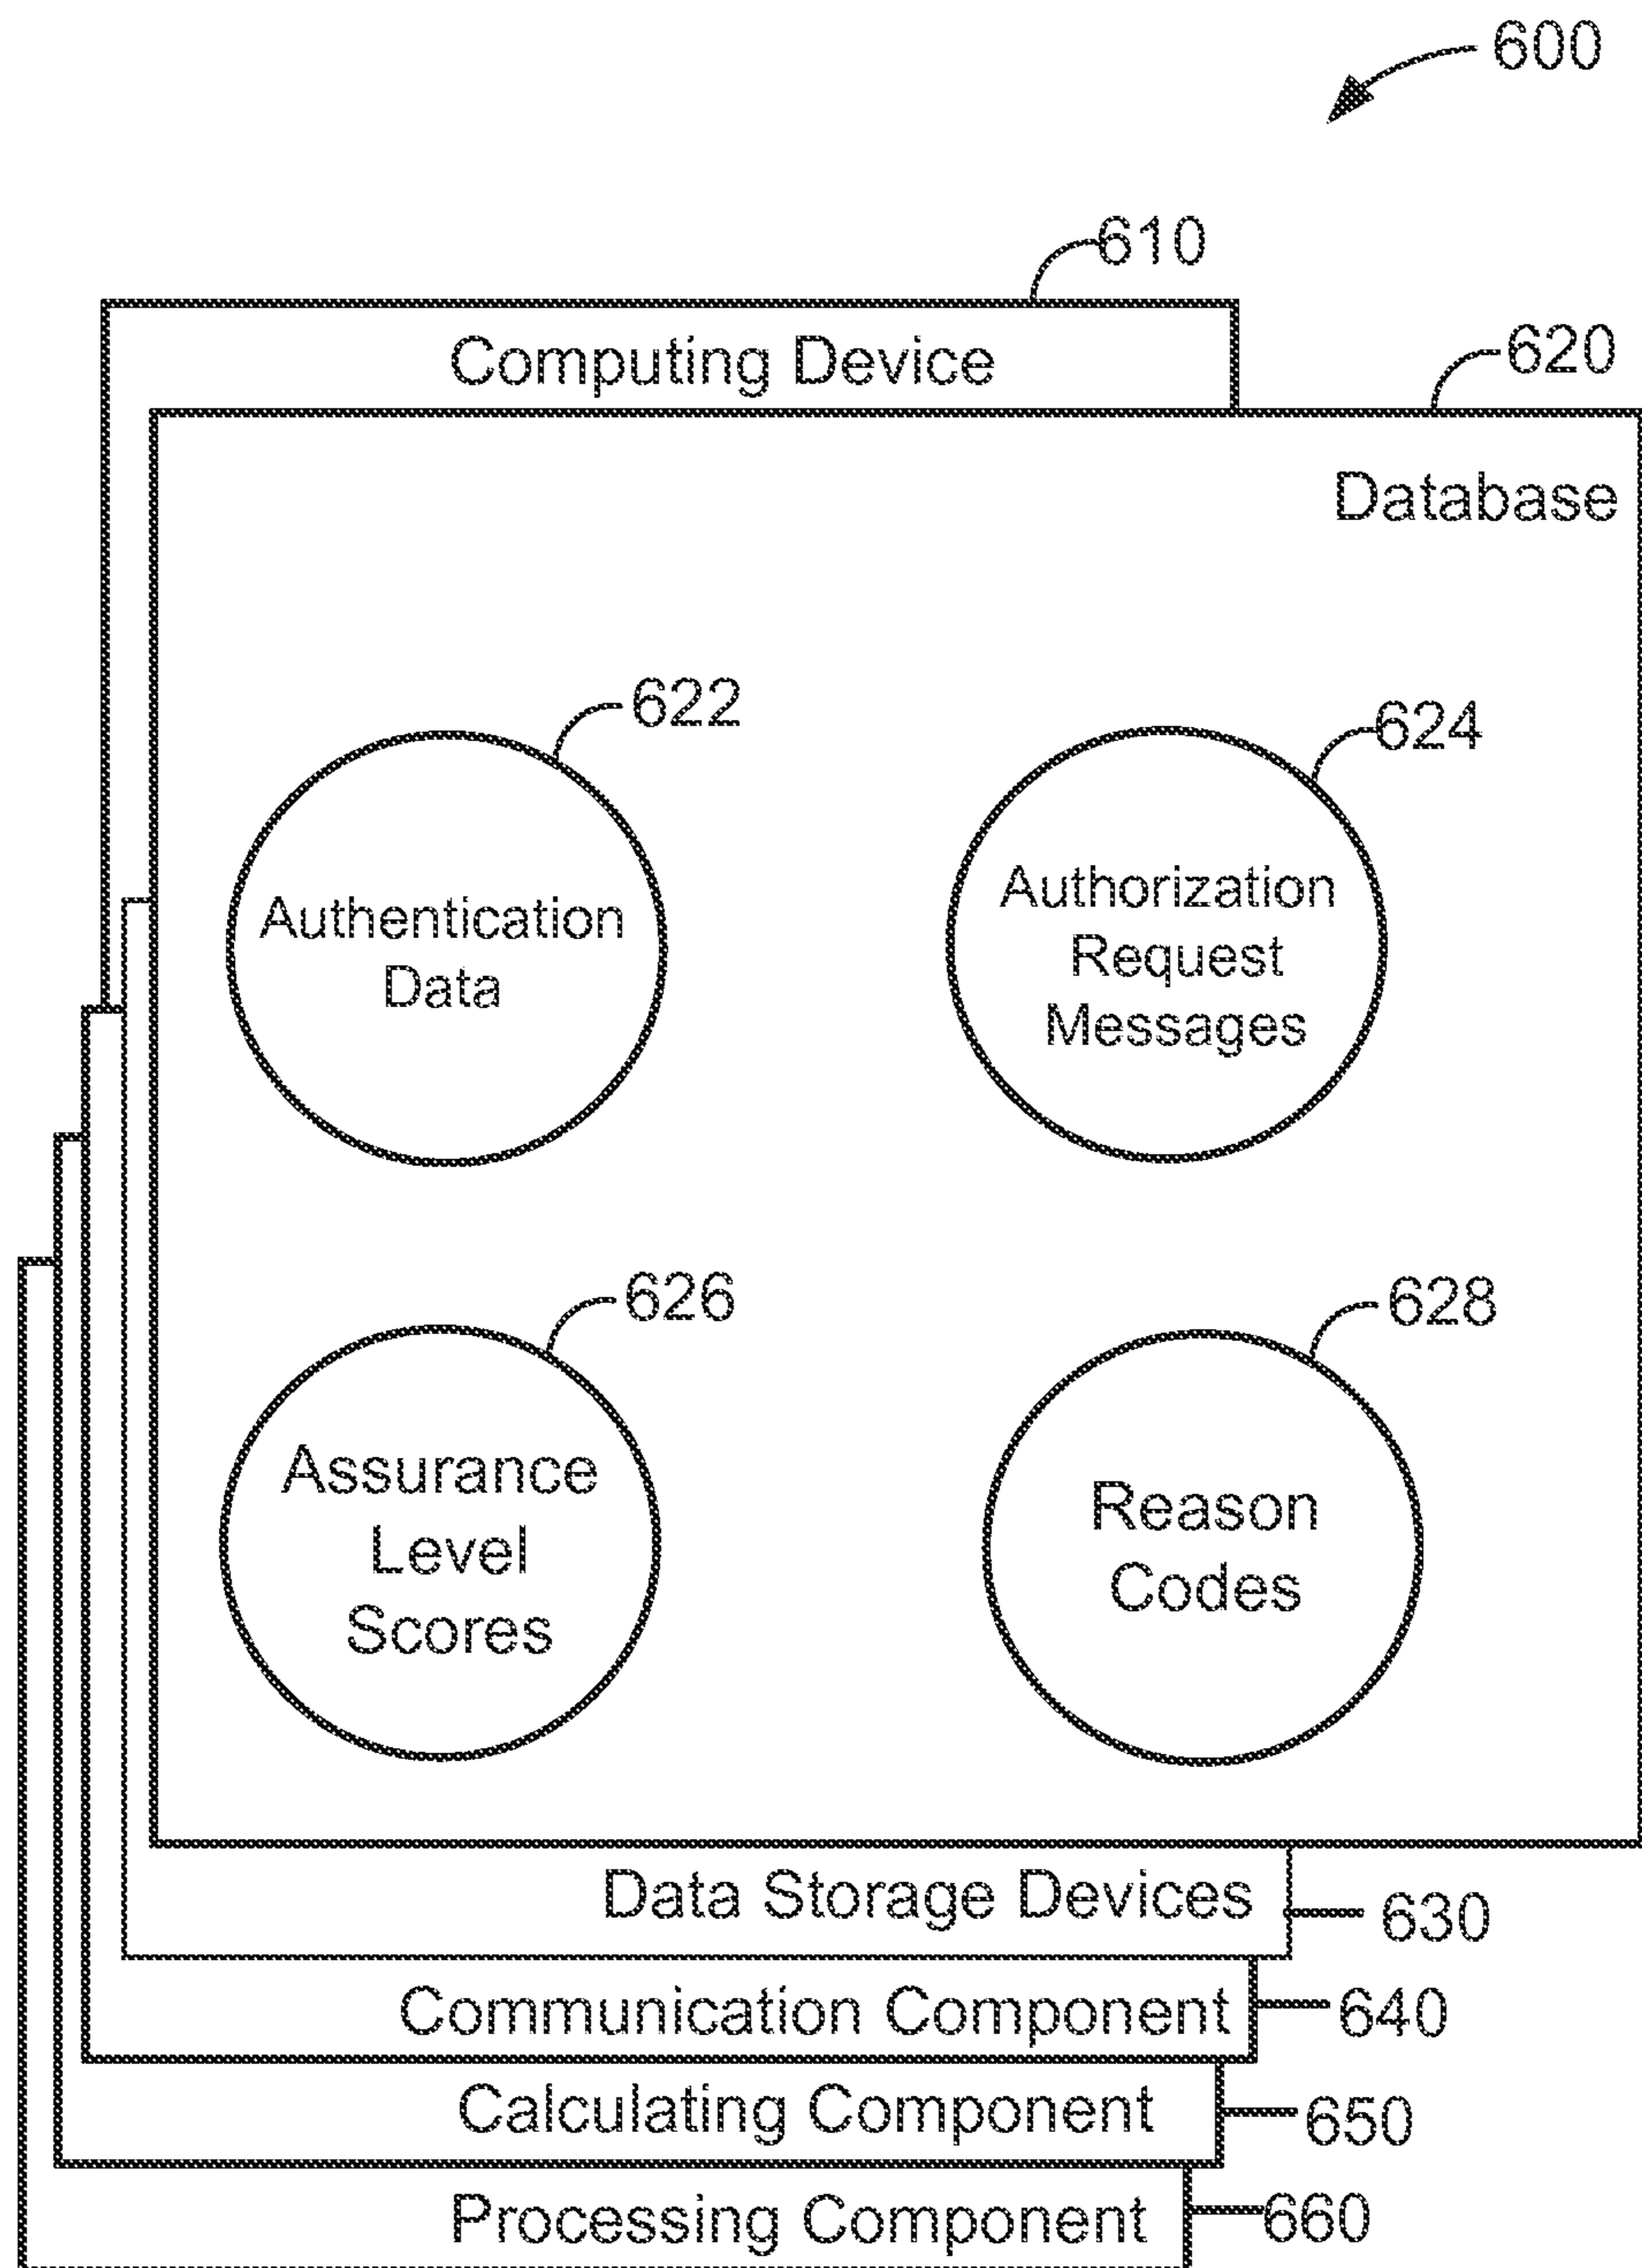 600
610
Computing Device
620
Database
622
624
Authentication
Data
Authorization
Request
Messages
626
628
Assurance
Level
Scores
Reason
Codes
Data Storage Devices
630
Communication Component
640
Calculating Component
650
Processing Component
660